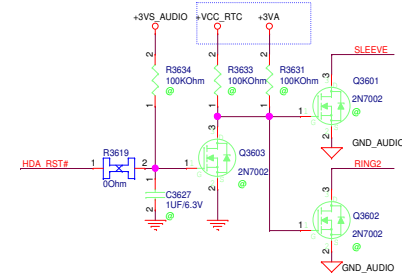 +3VS_AUDIO
+VCC_RTC
+3VA
SLEEVE
2
R3634
100KOhm
1
@
2
R3633
100KOhm
1
@
2
R3631
100KOhm
1
@
3
Q3601
2N7002
1
2
@
GND_AUDIO
HDA_RST#
1
R3619
2
0Ohm
1
3
Q3603
2N7002
2
@
1
C3627
1UF/6.3V
2
@
RING2
3
Q3602
2N7002
1
2
@
GND_AUDIO